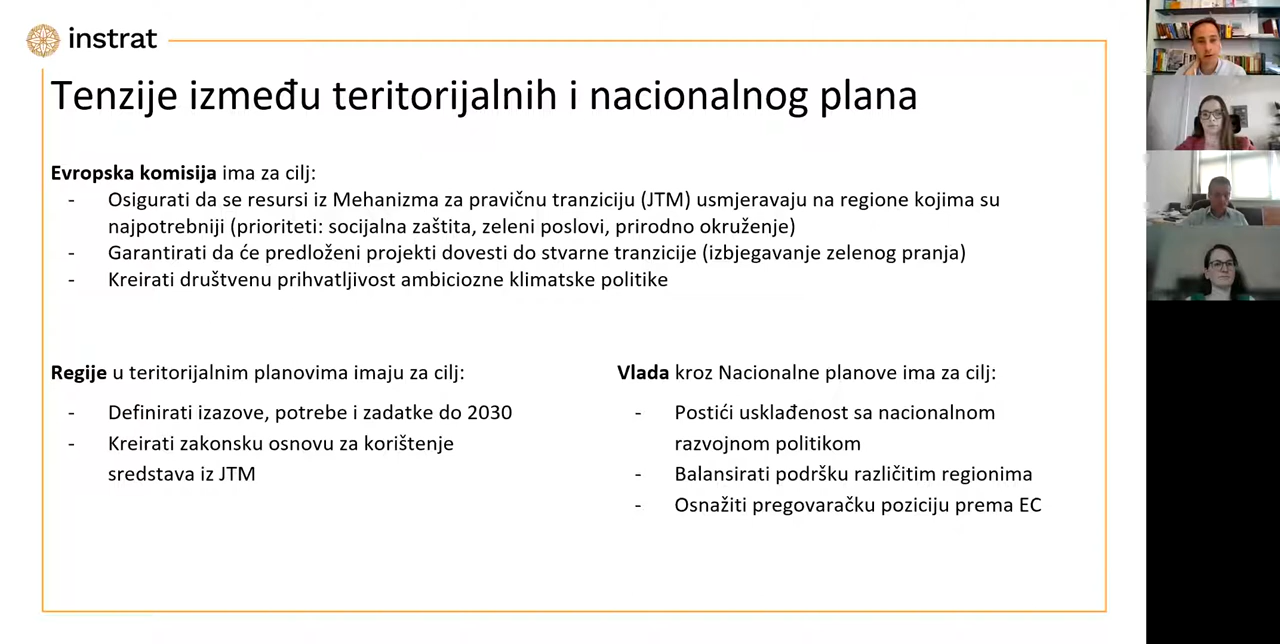 instrat
Tenzije između teritorijalnih i nacionalnog plana
Evropska komisija ima za cilj:
- Osigurati da se resursi iz Mehanizma za pravičnu tranziciju (JTM) usmjeravaju na regione kojima su
najpotrebniji (prioriteti: socijalna zaštita, zeleni poslovi, prirodno okruženje)
- Garantirati da će predloženi projekti dovesti do stvarne tranzicije (izbjegavanje zelenog pranja)
- Kreirati društvenu prihvatljivost ambiciozne klimatske politike
Regije u teritorijalnim planovima imaju za cilj:
- Definirati izazove, potrebe i zadatke do 2030
- Kreirati zakonsku osnovu za korištenje
sredstava iz JTM
Vlada kroz Nacionalne planove ima za cilj:
- Postići usklađenost sa nacionalnom
razvojnom politikom
- Balansirati podršku različitim regionima
- Osnažiti pregovaračku poziciju prema EC